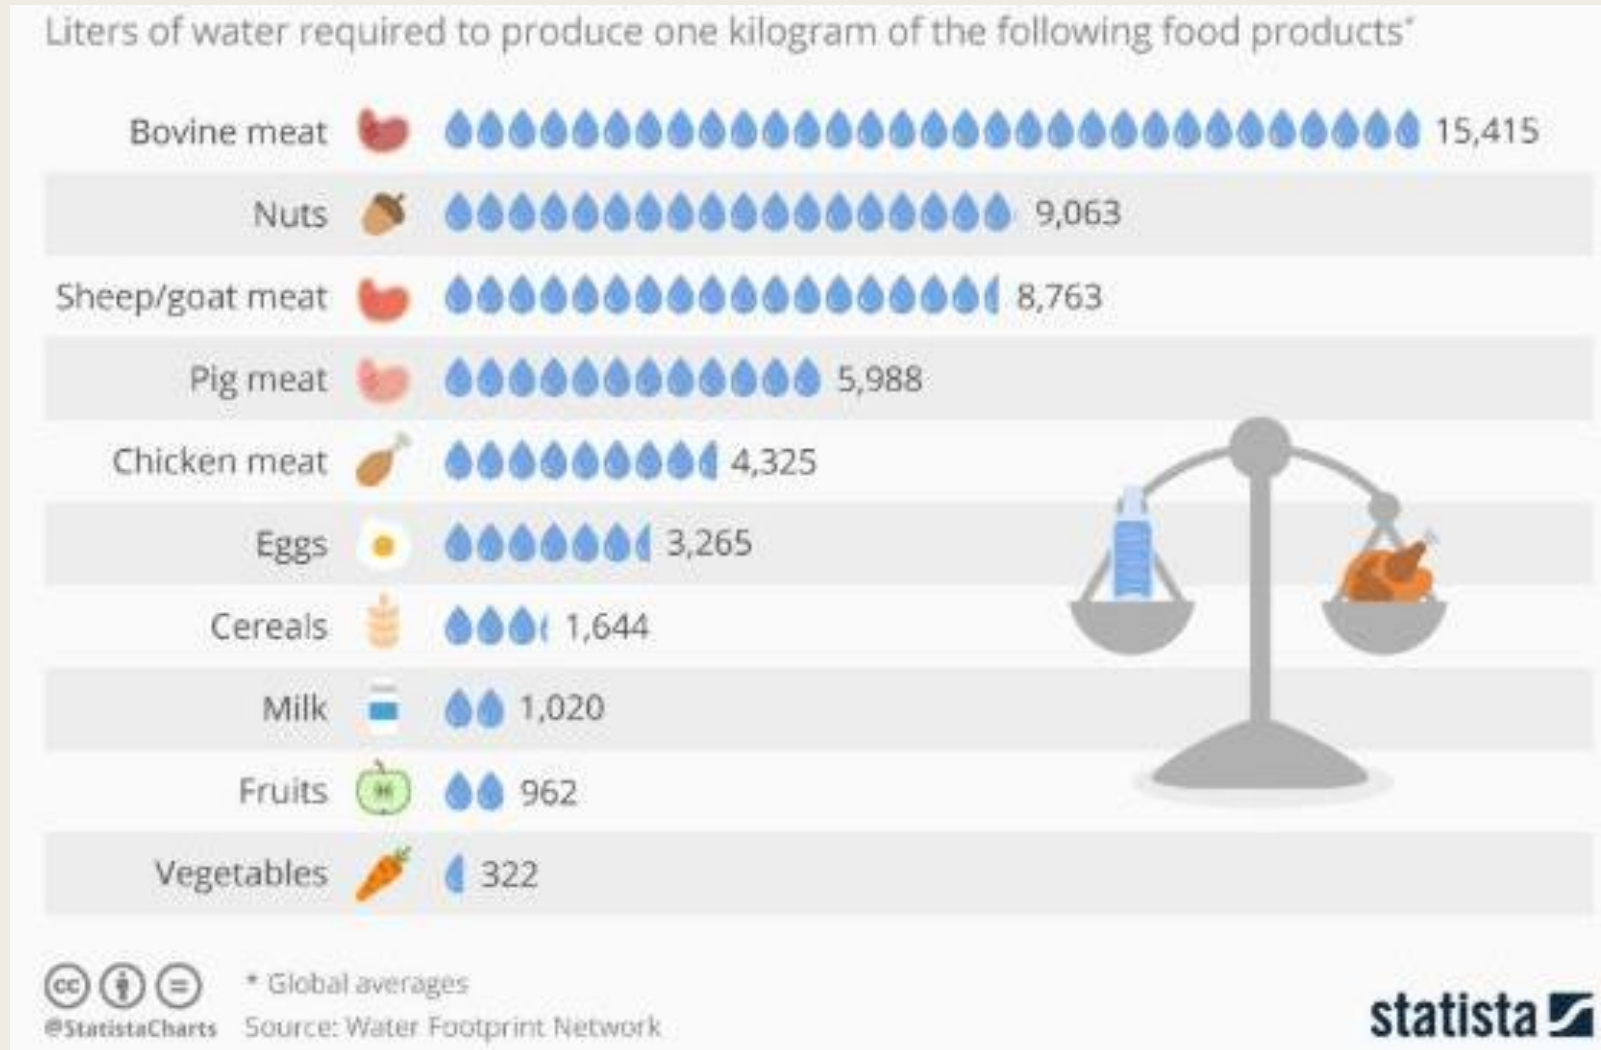 Liters of water required to produce one kilogram of the following food products*
Bovine meat 15,415
Nuts 9,063
Sheep/goat meat 8,763
Pig meat 5,988
Chicken meat 4,325
Eggs 3,265
Cereals 1,644
Milk 1,020
Fruits 962
Vegetables 322
cc * Global averages
@StatistaCharts Source: Water Footprint Network
statista